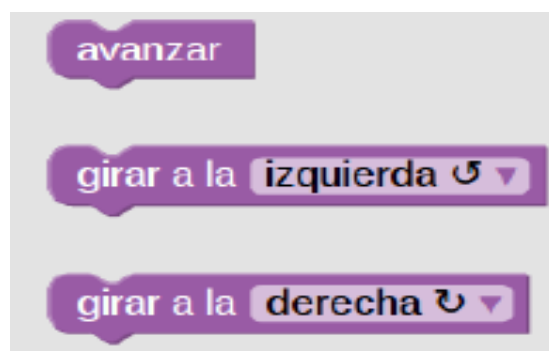 avanzar
girar a la izquierda ↺ ▼
girar a la derecha ↻ ▼